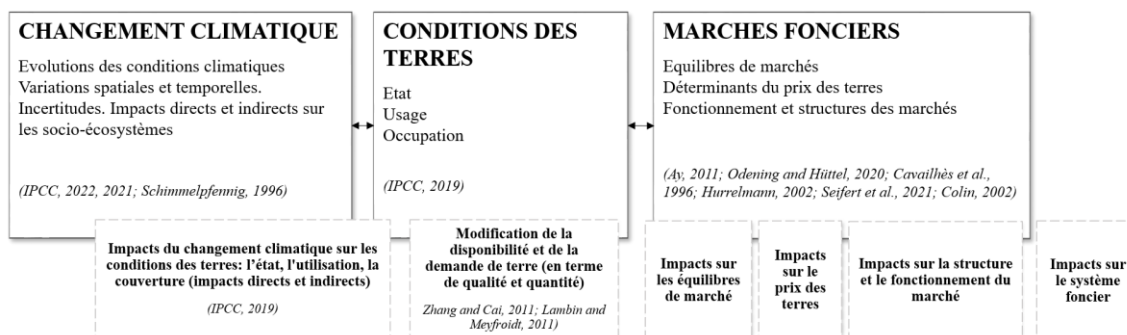 CHANGEMENT CLIMATIQUE
Evolutions des conditions climatiques
Variations spatiales et temporelles.
Incertitudes. Impacts directs et indirects sur
les socio-écosystèmes
(IPCC, 2022, 2021; Schimmelpfennig, 1996)
CONDITIONS DES
TERRES
Etat
Usage
Occupation
(IPCC, 2019)
MARCHES FONCIERS
Equilibres de marchés
Déterminants du prix des terres
Fonctionnement et structures des marchés
(Ay, 2011; Odening and Hüttel, 2020; Cavailhès et al.,
1996; Hurrelmann, 2002; Seifert et al., 2021; Colin, 2002)
Impacts du changement climatique sur les
conditions des terres: l'état, l'utilisation, la
couverture (impacts directs et indirects)
(IPCC, 2019)
Modification de la
disponibilité et de la
demande de terre (en terme
de qualité et quantité)
Zhang and Cai, 2011; Lambin and
Meyfroidt, 2011)
Impacts sur
les équilibres
de marché
Impacts
sur le
prix des
terres
Impacts sur la structure
et le fonctionnement du
marché
Impacts sur
le système
foncier